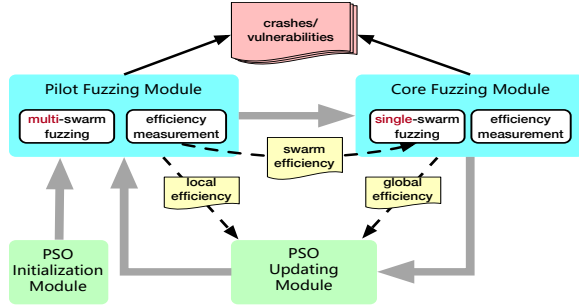 crashes/
vulnerabilities
Pilot Fuzzing Module
multi-swarm
fuzzing
efficiency
measurement
Core Fuzzing Module
single-swarm
fuzzing
efficiency
measurement
swarm
efficiency
local
efficiency
global
efficiency
PSO
Initialization
Module
PSO
Updating
Module